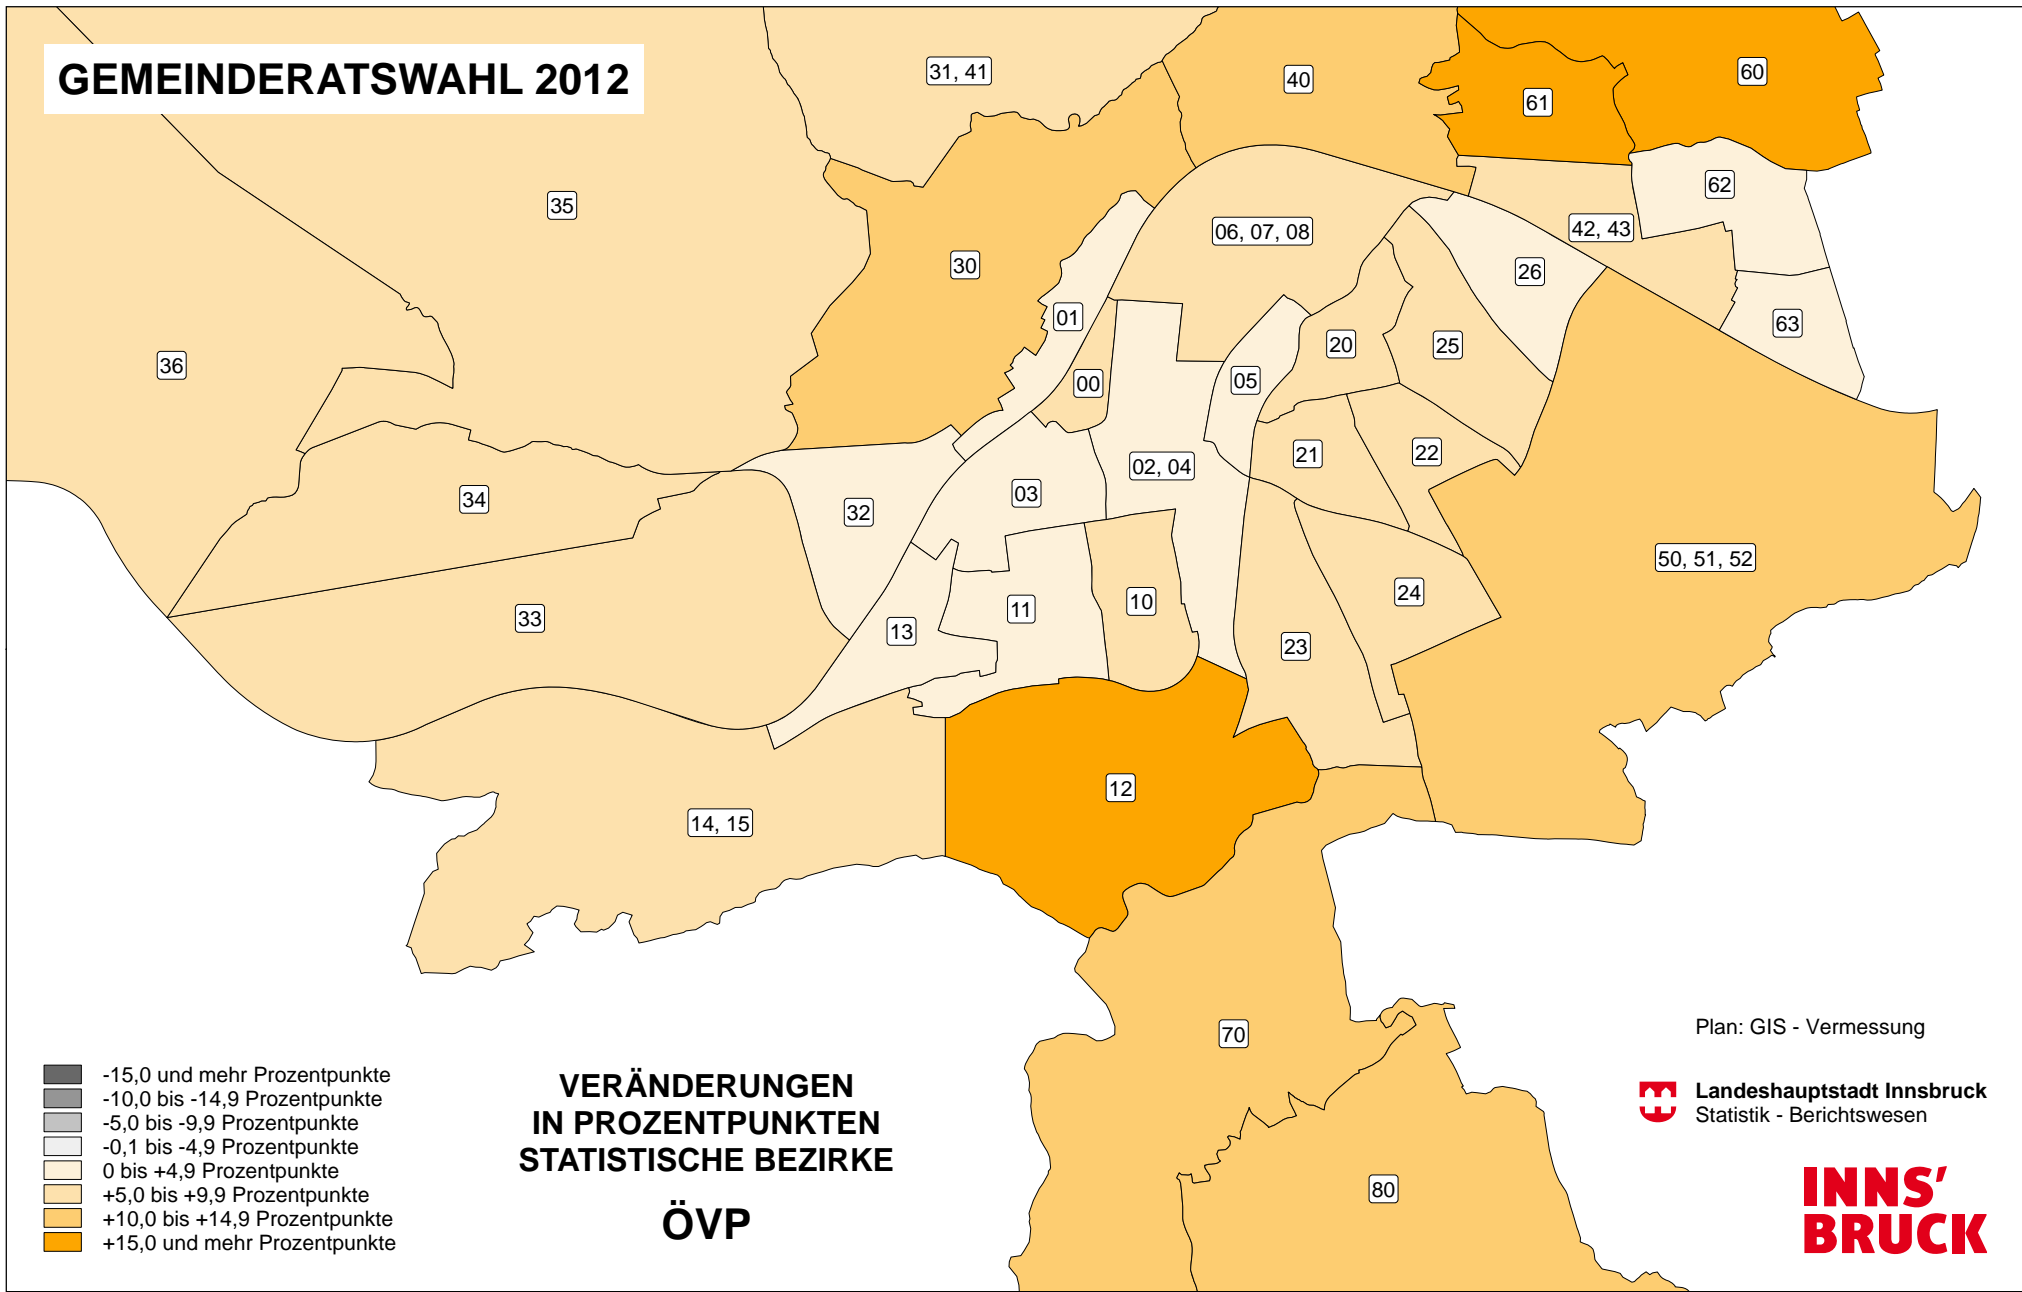 GEMEINDERATSWAHL 2012
31, 41
40
60
61
62
35
42, 43
06, 07, 08
30
26
01
63
20
25
36
00
05
22
21
02, 04
03
34
32
50, 51, 52
24
10
11
33
13
23
12
14, 15
70
80
Plan: GIS - Vermessung
Landeshauptstadt Innsbruck
Statistik - Berichtswesen
INNS'
BRUCK
-15,0 und mehr Prozentpunkte
-10,0 bis -14,9 Prozentpunkte
-5,0 bis -9,9 Prozentpunkte
-0,1 bis -4,9 Prozentpunkte
0 bis +4,9 Prozentpunkte
+5,0 bis +9,9 Prozentpunkte
+10,0 bis +14,9 Prozentpunkte
+15,0 und mehr Prozentpunkte
VERÄNDERUNGEN
IN PROZENTPUNKTEN
STATISTISCHE BEZIRKE
ÖVP